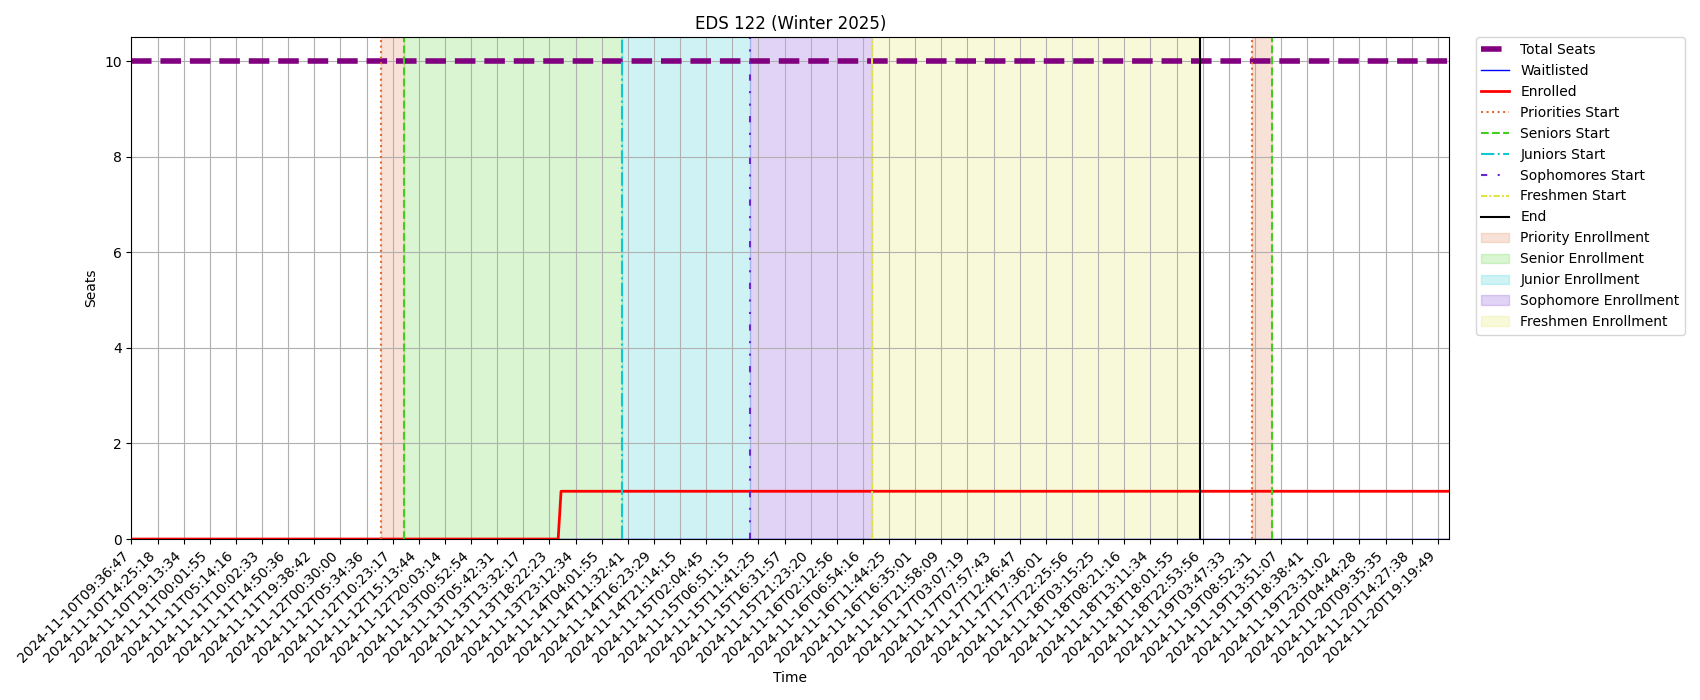 EDS 122 (Winter 2025)
Seats
10
8
6
4
2
0
2024-11-10T09:36:47
2024-11-10T14:25:18
2024-11-10T19:13:34
2024-11-11T00:01:55
2024-11-11T05:14:16
2024-11-11T10:02:33
2024-11-11T14:50:36
2024-11-11T19:38:42
2024-11-12T00:30:00
2024-11-12T05:34:36
2024-11-12T10:23:17
2024-11-12T15:13:44
2024-11-12T20:03:14
2024-11-13T00:52:54
2024-11-13T05:42:31
2024-11-13T13:32:17
2024-11-13T18:22:23
2024-11-13T23:12:34
2024-11-14T04:01:55
2024-11-14T11:32:41
2024-11-14T16:23:29
2024-11-14T21:14:15
2024-11-15T02:04:45
2024-11-15T06:51:15
2024-11-15T11:41:25
2024-11-15T16:31:57
2024-11-15T21:23:20
2024-11-16T02:12:56
2024-11-16T06:54:16
2024-11-16T11:44:25
2024-11-16T16:35:01
2024-11-16T21:58:09
2024-11-17T03:07:19
2024-11-17T07:57:43
2024-11-17T12:46:47
2024-11-17T17:36:01
2024-11-17T22:25:56
2024-11-18T03:15:25
2024-11-18T08:21:16
2024-11-18T13:11:34
2024-11-18T18:01:55
2024-11-18T22:53:56
2024-11-19T03:47:33
2024-11-19T08:52:31
2024-11-19T13:51:07
2024-11-19T18:38:41
2024-11-19T23:31:02
2024-11-20T04:44:28
2024-11-20T09:35:35
2024-11-20T14:27:38
2024-11-20T19:19:49
Time
Total Seats
Waitlisted
Enrolled
Priorities Start
Seniors Start
Juniors Start
Sophomores Start
Freshmen Start
End
Priority Enrollment
Senior Enrollment
Junior Enrollment
Sophomore Enrollment
Freshmen Enrollment